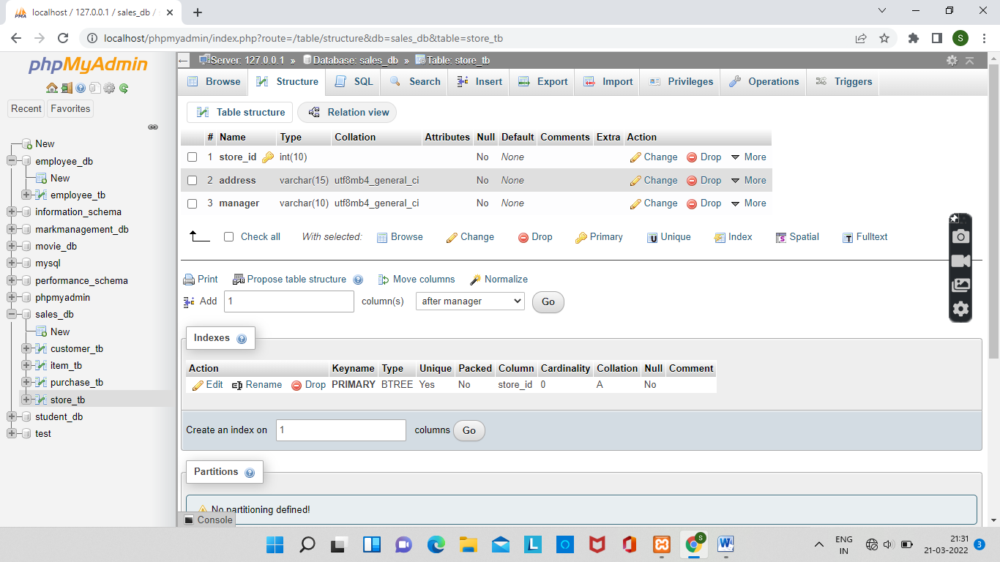 localhost / 127.0.0.1 / sales_db /
localhost/phpmyadmin/index.php?route=/table/structure&db=sales_db&table=store_tb
S
phpMyAdmin
Recent Favorites
New
employee_db
New
employee_tb
information_schema
markmanagement_db
movie_db
mysql
performance_schema
phpmyadmin
sales_db
New
customer_tb
item_tb
purchase_tb
store_tb
student_db
test
Server: 127.0.0.1 » Database: sales_db » Table: store_tb
Browse Structure SQL Search Insert Export Import Privileges Operations Triggers
Table structure Relation view
# Name Type Collation Attributes Null Default Comments Extra Action
1 store_id int(10) No None Change Drop More
2 address varchar(15) utf8mb4_general_ci No None Change Drop More
3 manager varchar(10) utf8mb4_general_ci No None Change Drop More
Check all With selected: Browse Change Drop Primary Unique Index Spatial Fulltext
Print Propose table structure Move columns Normalize
Add 1 column(s) after manager Go
Indexes
Action Keyname Type Unique Packed Column Cardinality Collation Null Comment
Edit Rename Drop PRIMARY BTREE Yes No store_id 0 A No
Create an index on 1 columns Go
Partitions
No partitioning defined!
Console
ENG
IN
21:31
21-03-2022
3